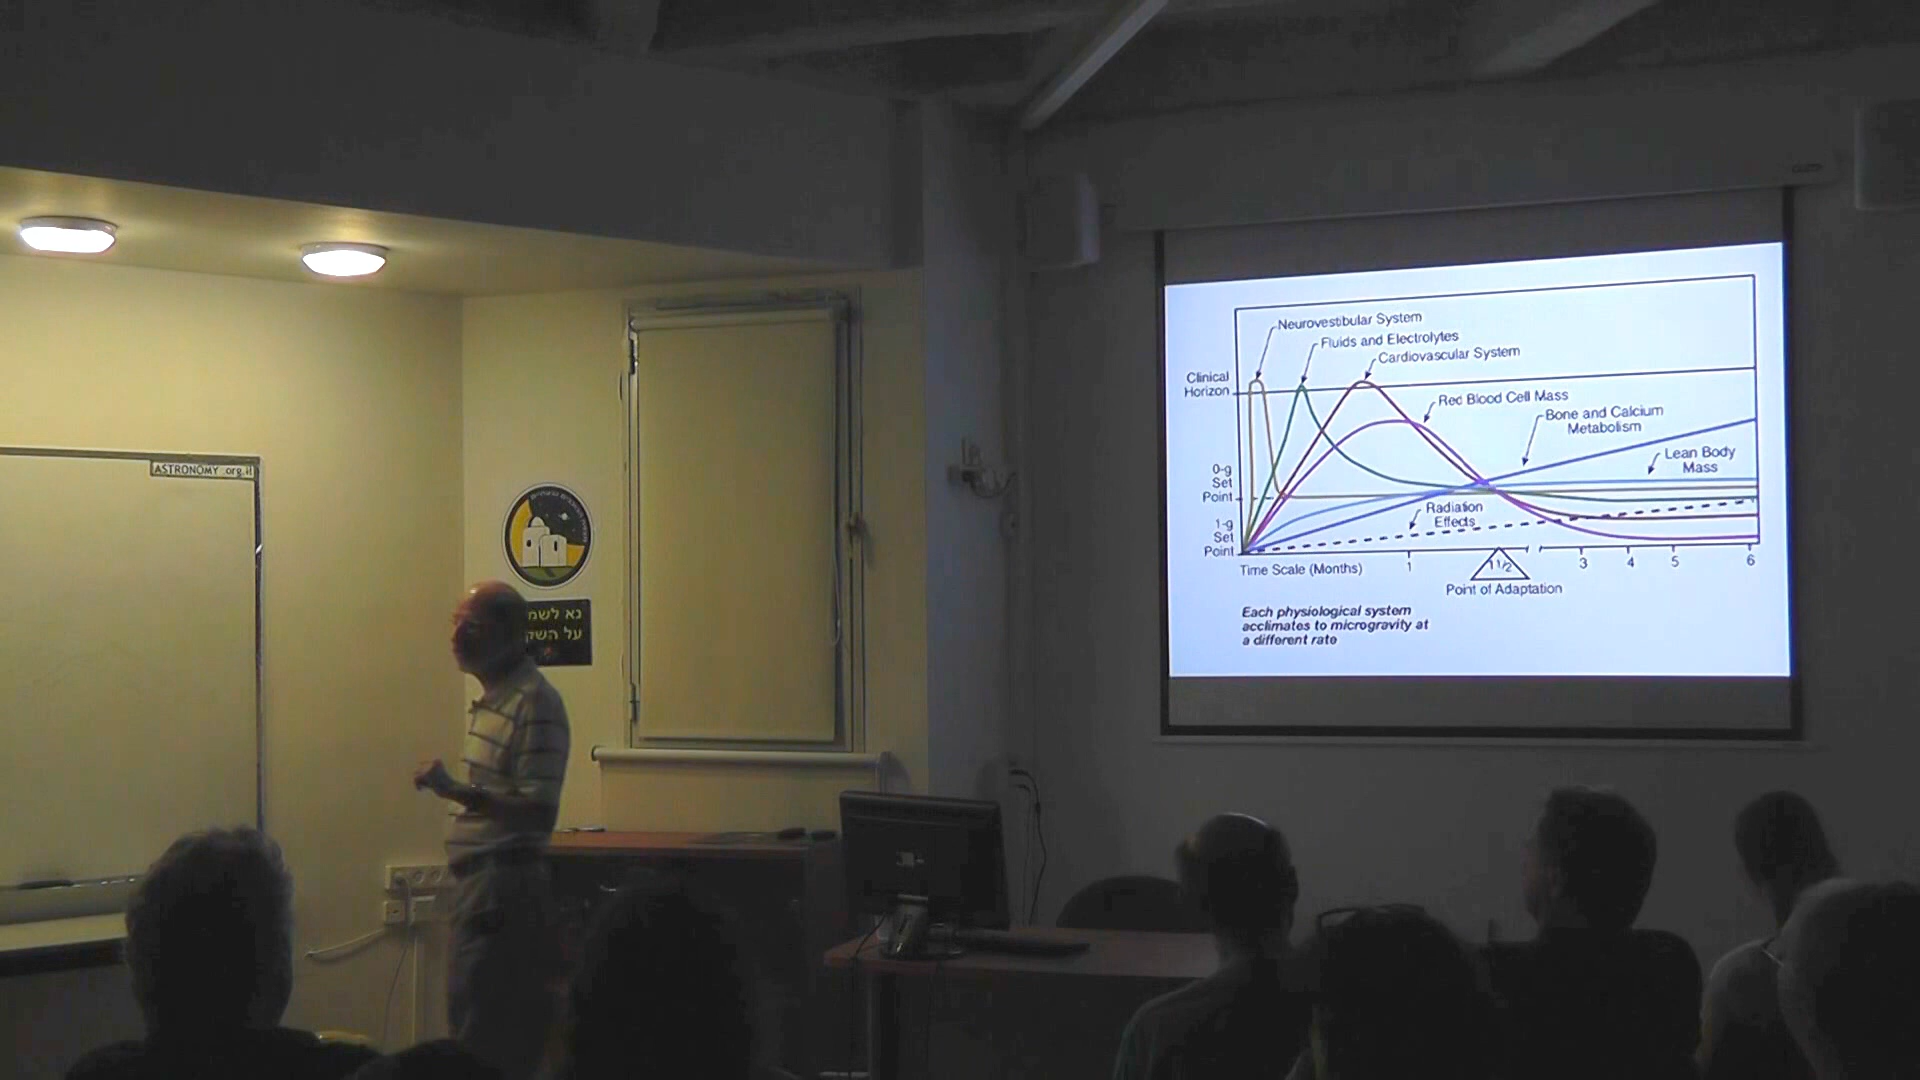 ASTRONOMY.org.il
נא לשמ
על השק
Neurovestibular System
Fluids and Electrolytes
Cardiovascular System
Clinical
Horizon
Red Blood Cell Mass
Bone and Calcium
Metabolism
Lean Body
Mass
0-g
Set
Point
Radiation
Effects
1-g
Set
Point
Time Scale (Months)
1
1 1/2
3
4
5
6
Point of Adaptation
Each physiological system
acclimates to microgravity at
a different rate